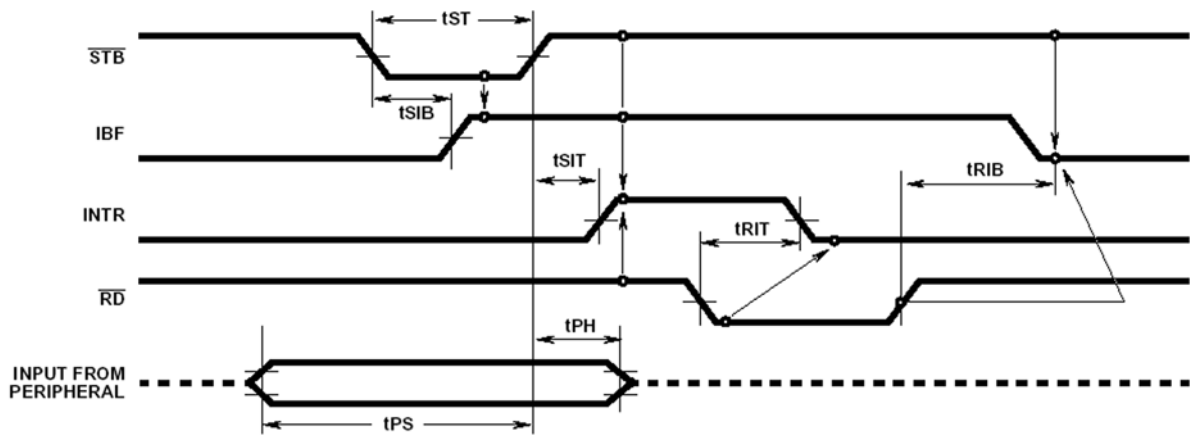 tST
STB
tSIB
IBF
tSIT
tRIB
INTR
tRIT
RD
tPH
INPUT FROM
PERIPHERAL
tPS